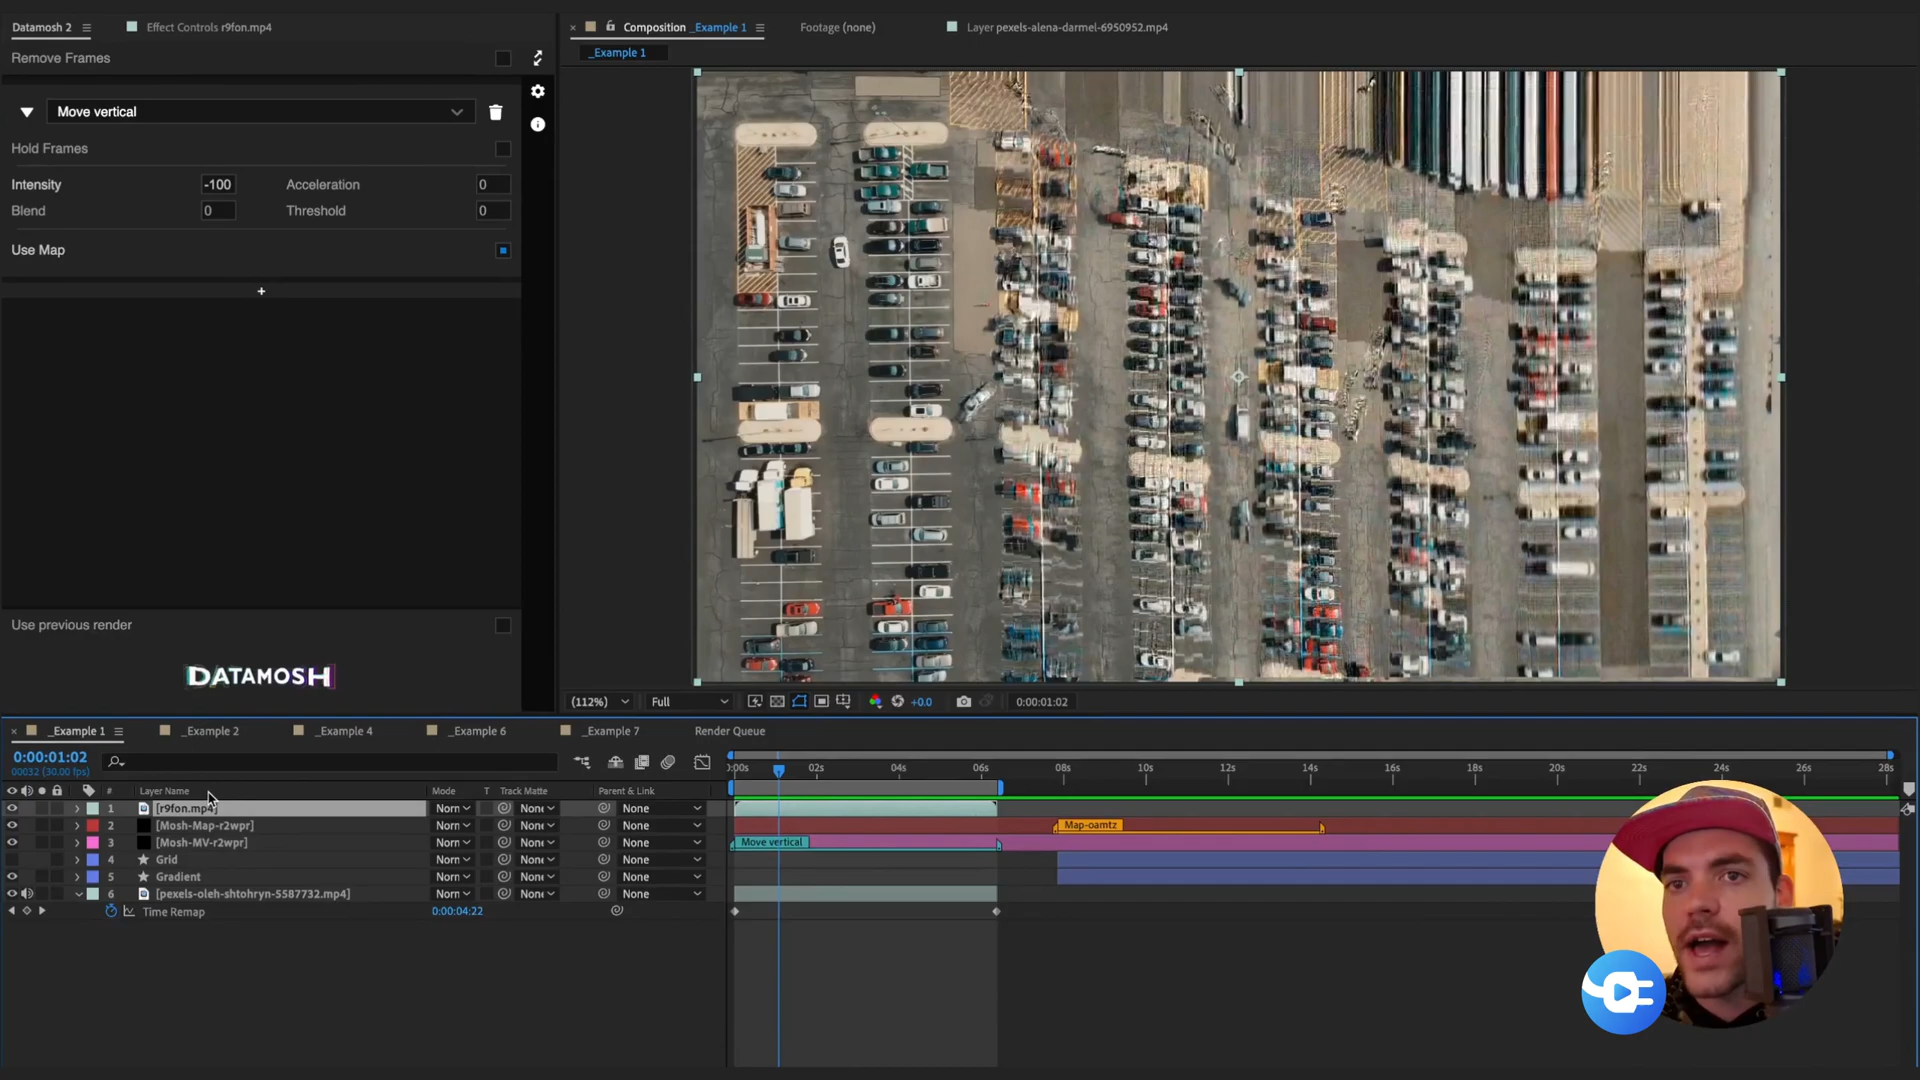 Datamosh 2
Effect Controls r9fon.mp4
Composition _Example 1
Footage (none)
Layer pexels-alena-darmel-6950952.mp4
_Example 1
Remove Frames
Move vertical
Hold Frames
Intensity -100 Acceleration 0
Blend 0 Threshold 0
Use Map
+
Use previous render
DATAMOSH
(112%) Full +0.0 0:00:01:02
_Example 1 _Example 2 _Example 4 _Example 6 _Example 7 Render Queue
0:00:01:02
00032 (30.00 fps)
0:00s 02s 04s 06s 08s 10s 12s 14s 16s 18s 20s 22s 24s 26s 28s
# Layer Name Mode T Track Matte Parent & Link
1 [r9fon.mp4] Norn None None
2 [Mosh-Map-r2wpr] Norn None None Map-oamtz
3 [Mosh-MV-r2wpr] Norn None None Move vertical
4 Grid Norn None None
5 Gradient Norn None None
6 [pexels-oleh-shtohryn-5587732.mp4] Norn None None
Time Remap 0:00:04:22